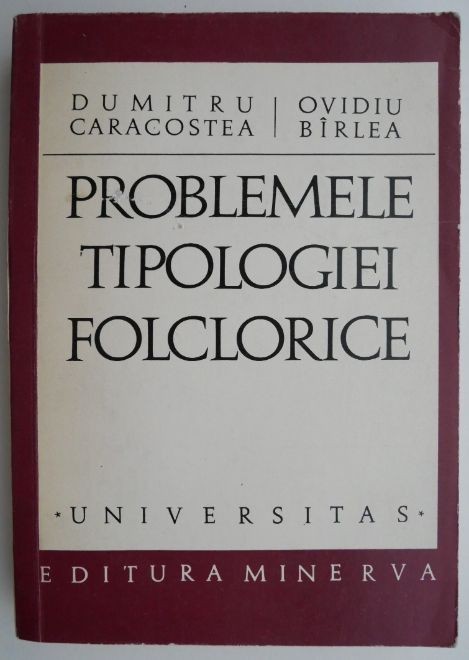 DUMITRU | OVIDIU
CARACOSTEA | BÎRLEA
PROBLEMELE
TIPOLOGIEI
FOLCLORICE
* UNIVERSITAS *
EDITURA MINERVA